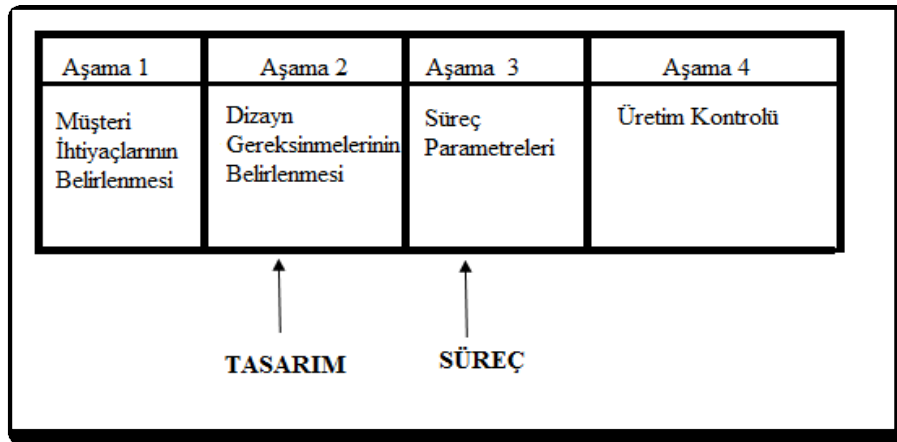 Aşama 1
Aşama 2
Aşama 3
Aşama 4
Müşteri
İhtiyaçlarının
Belirlenmesi
Dizayn
Gereksinmelerinin
Belirlenmesi
Süreç
Parametreleri
Üretim Kontrolü
TASARIM
SÜREÇ